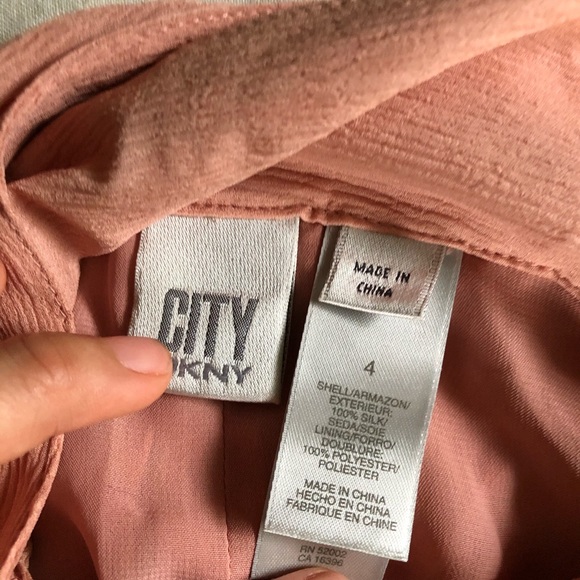 CITY
DKNY
MADE IN
CHINA
4
SHELL/ARMAZON/
EXTERIEUR:
100% SILK/
SEDA/SOIE
LINING/FORRO/
DOUBLURE:
100% POLYESTER/
POLIESTER
MADE IN CHINA
HECHO EN CHINA
FABRIQUE EN CHINE
RN 52002
CA 16396